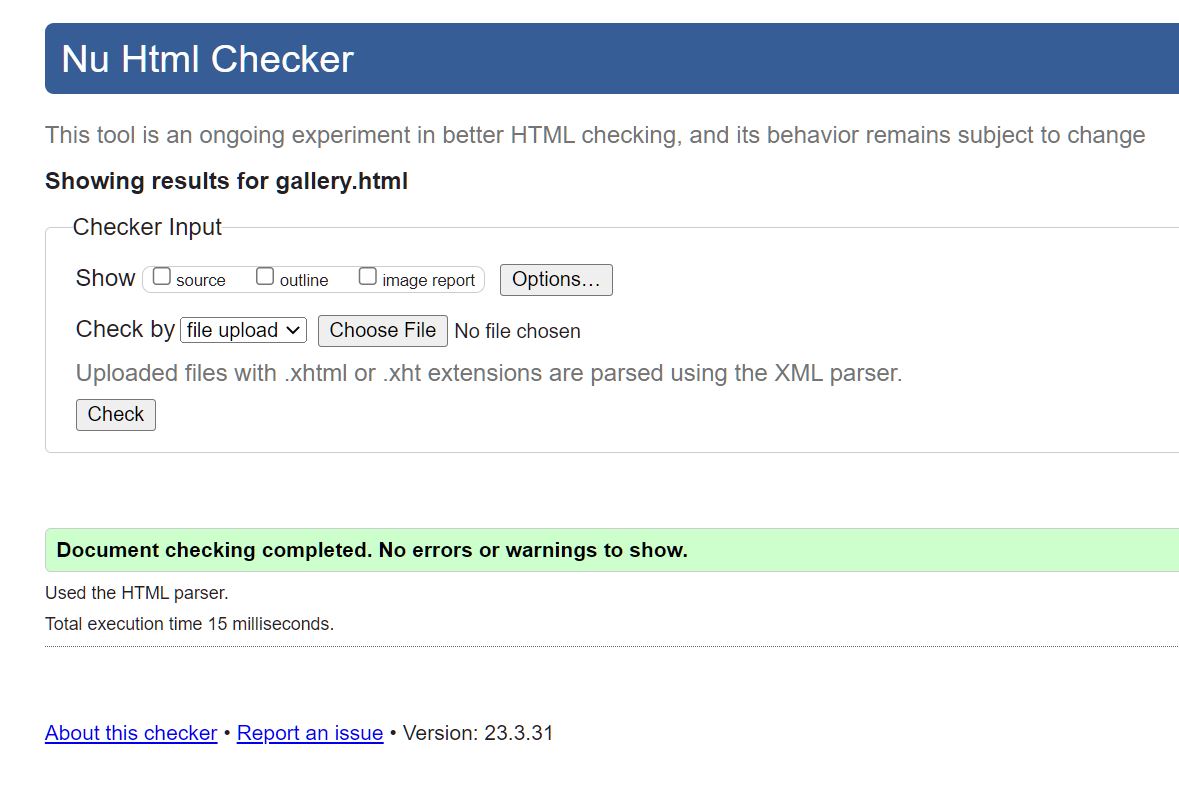 Nu Html Checker
This tool is an ongoing experiment in better HTML checking, and its behavior remains subject to change
Showing results for gallery.html
Checker Input
Show source outline image report Options...
Check by file upload Choose File No file chosen
Uploaded files with .xhtml or .xht extensions are parsed using the XML parser.
Check
Document checking completed. No errors or warnings to show.
Used the HTML parser.
Total execution time 15 milliseconds.
About this checker • Report an issue • Version: 23.3.31